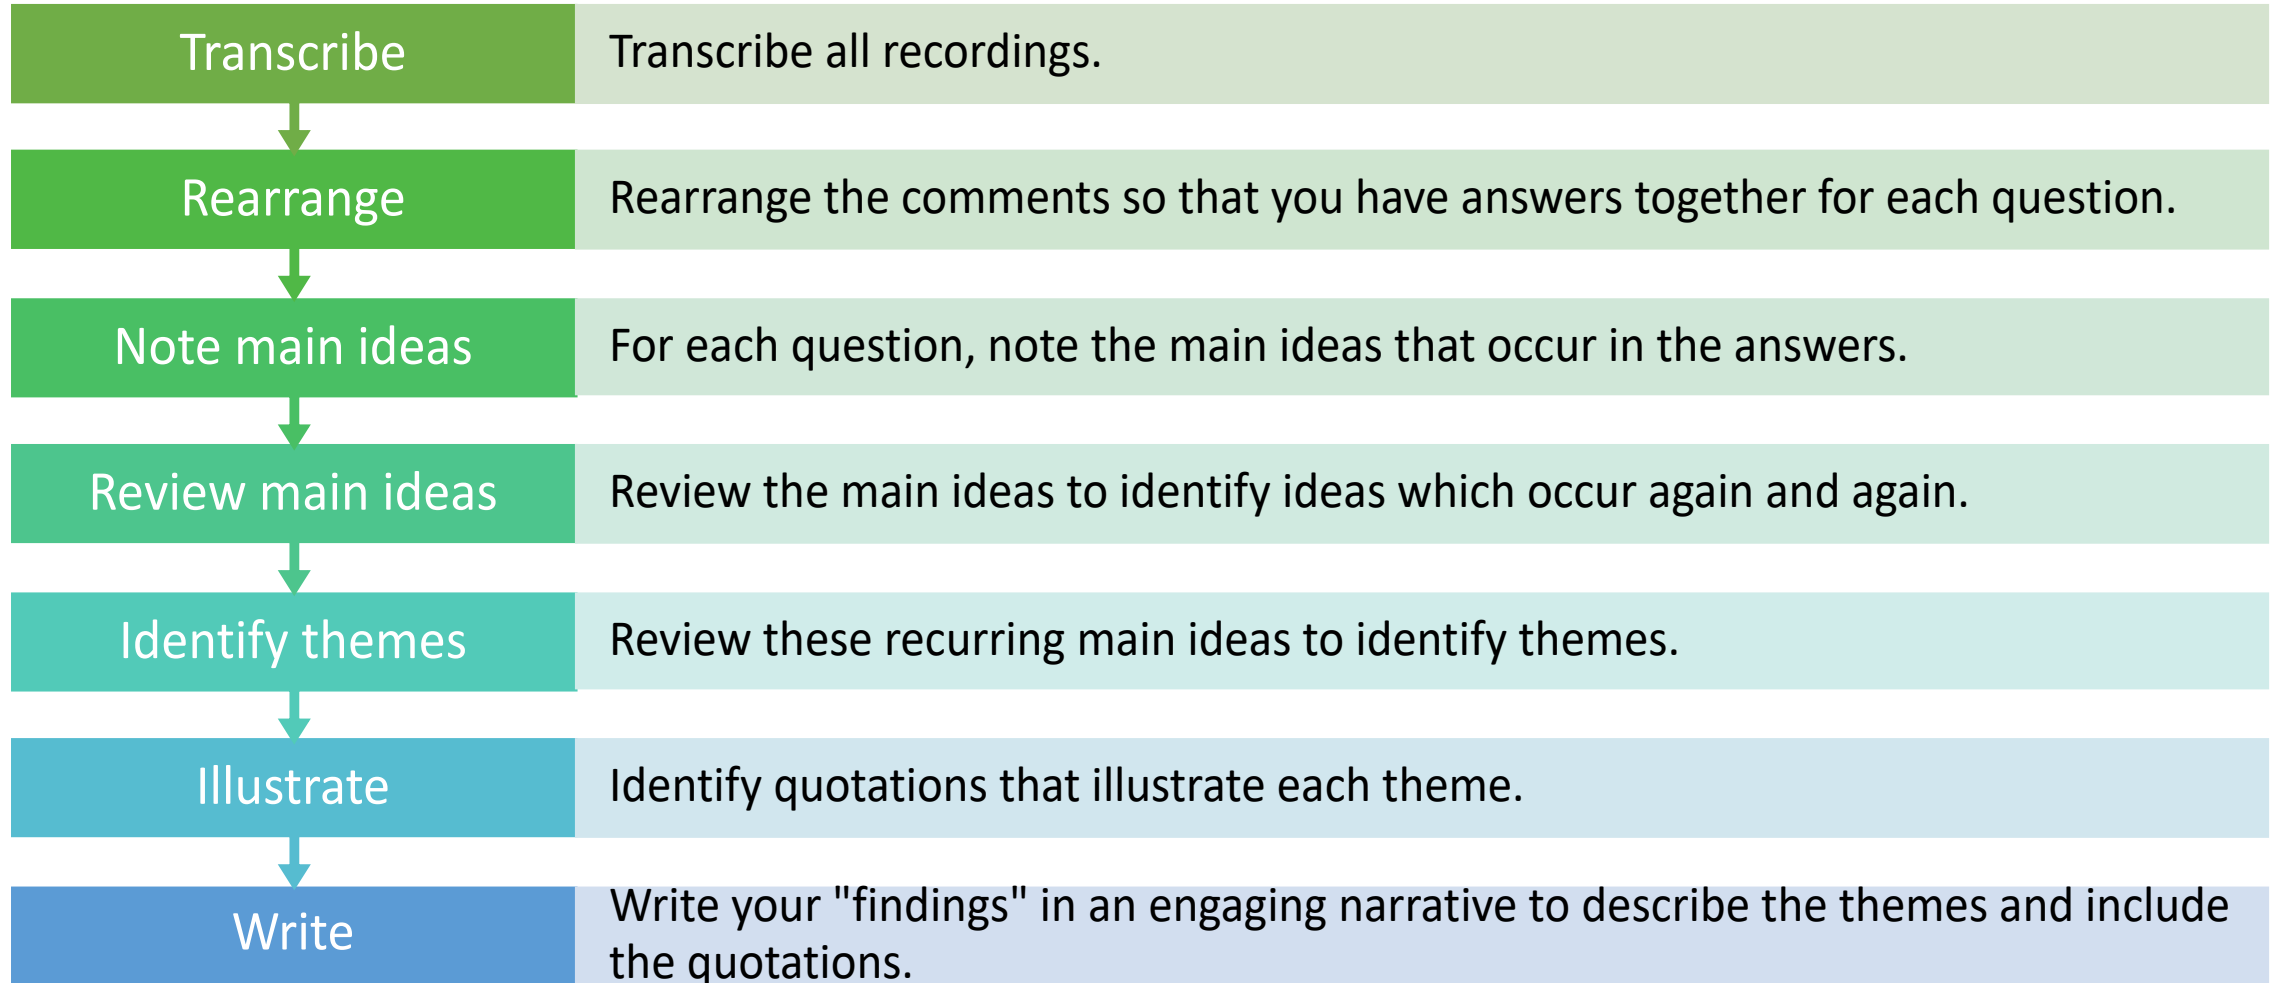 Transcribe
Transcribe all recordings.
Rearrange
Rearrange the comments so that you have answers together for each question.
Note main ideas
For each question, note the main ideas that occur in the answers.
Review main ideas
Review the main ideas to identify ideas which occur again and again.
Identify themes
Review these recurring main ideas to identify themes.
Illustrate
Identify quotations that illustrate each theme.
Write
Write your "findings" in an engaging narrative to describe the themes and include
the quotations.